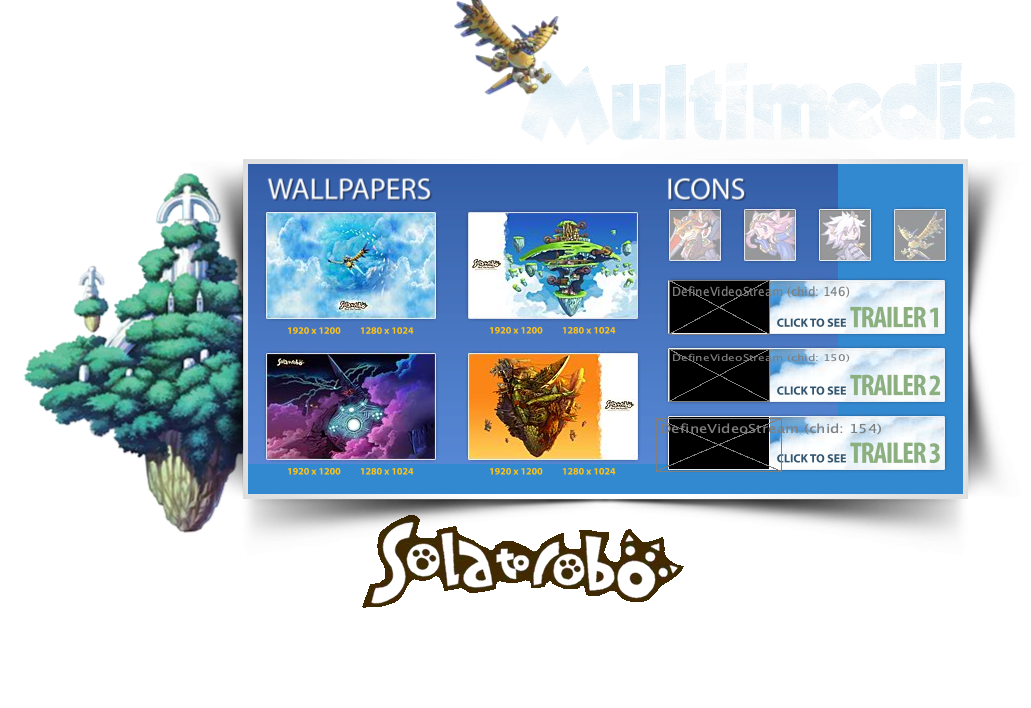 Multimedia
WALLPAPERS
ICONS
DefineVideoStream (chid: 146)
CLICK TO SEE TRAILER 1
1920 x 1200 1280 x 1024
1920 x 1200 1280 x 1024
DefineVideoStream (chid: 150)
CLICK TO SEE TRAILER 2
DefineVideoStream (chid: 154)
CLICK TO SEE TRAILER 3
1920 x 1200 1280 x 1024
1920 x 1200 1280 x 1024
Solatorobo